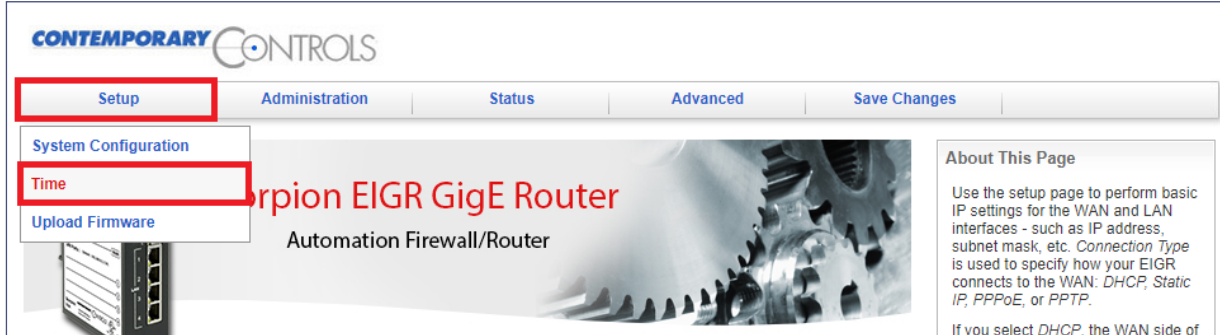 CONTEMPORARY CONTROLS
Setup
Administration
Status
Advanced
Save Changes
System Configuration
Time
Upload Firmware
rpion EIGR GigE Router
Automation Firewall/Router
About This Page
Use the setup page to perform basic
IP settings for the WAN and LAN
interfaces - such as IP address,
subnet mask, etc. Connection Type
is used to specify how your EIGR
connects to the WAN: DHCP, Static
IP, PPPoE, or PPTP.
If you select DHCP, the WAN side of